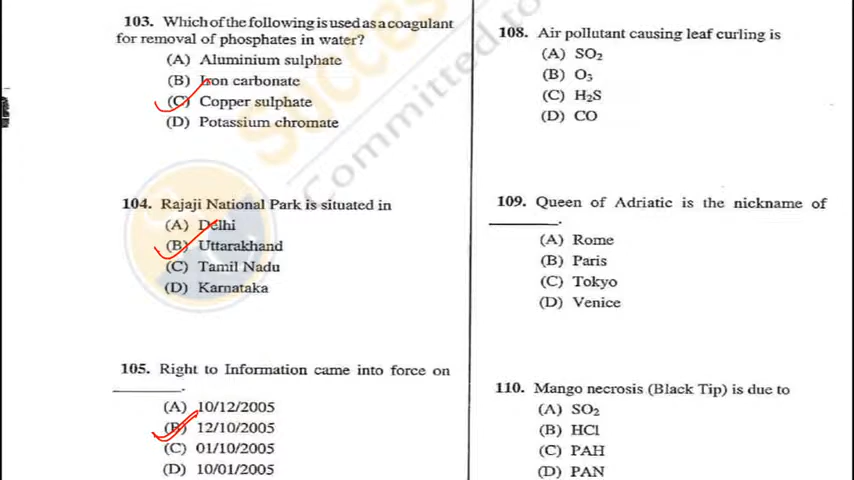 103. Which of the following is used as a coagulant
for removal of phosphates in water?
(A) Aluminium sulphate
(B) Iron carbonate
(C) Copper sulphate
(D) Potassium chromate
104. Rajaji National Park is situated in
(A) Delhi
(B) Uttarakhand
(C) Tamil Nadu
(D) Karnataka
105. Right to Information came into force on
________.
(A) 10/12/2005
(B) 12/10/2005
(C) 01/10/2005
(D) 10/01/2005
108. Air pollutant causing leaf curling is
(A) SO₂
(B) O₃
(C) H₂S
(D) CO
109. Queen of Adriatic is the nickname of
________.
(A) Rome
(B) Paris
(C) Tokyo
(D) Venice
110. Mango necrosis (Black Tip) is due to
(A) SO₂
(B) HCl
(C) PAH
(D) PAN
Success
Committed to